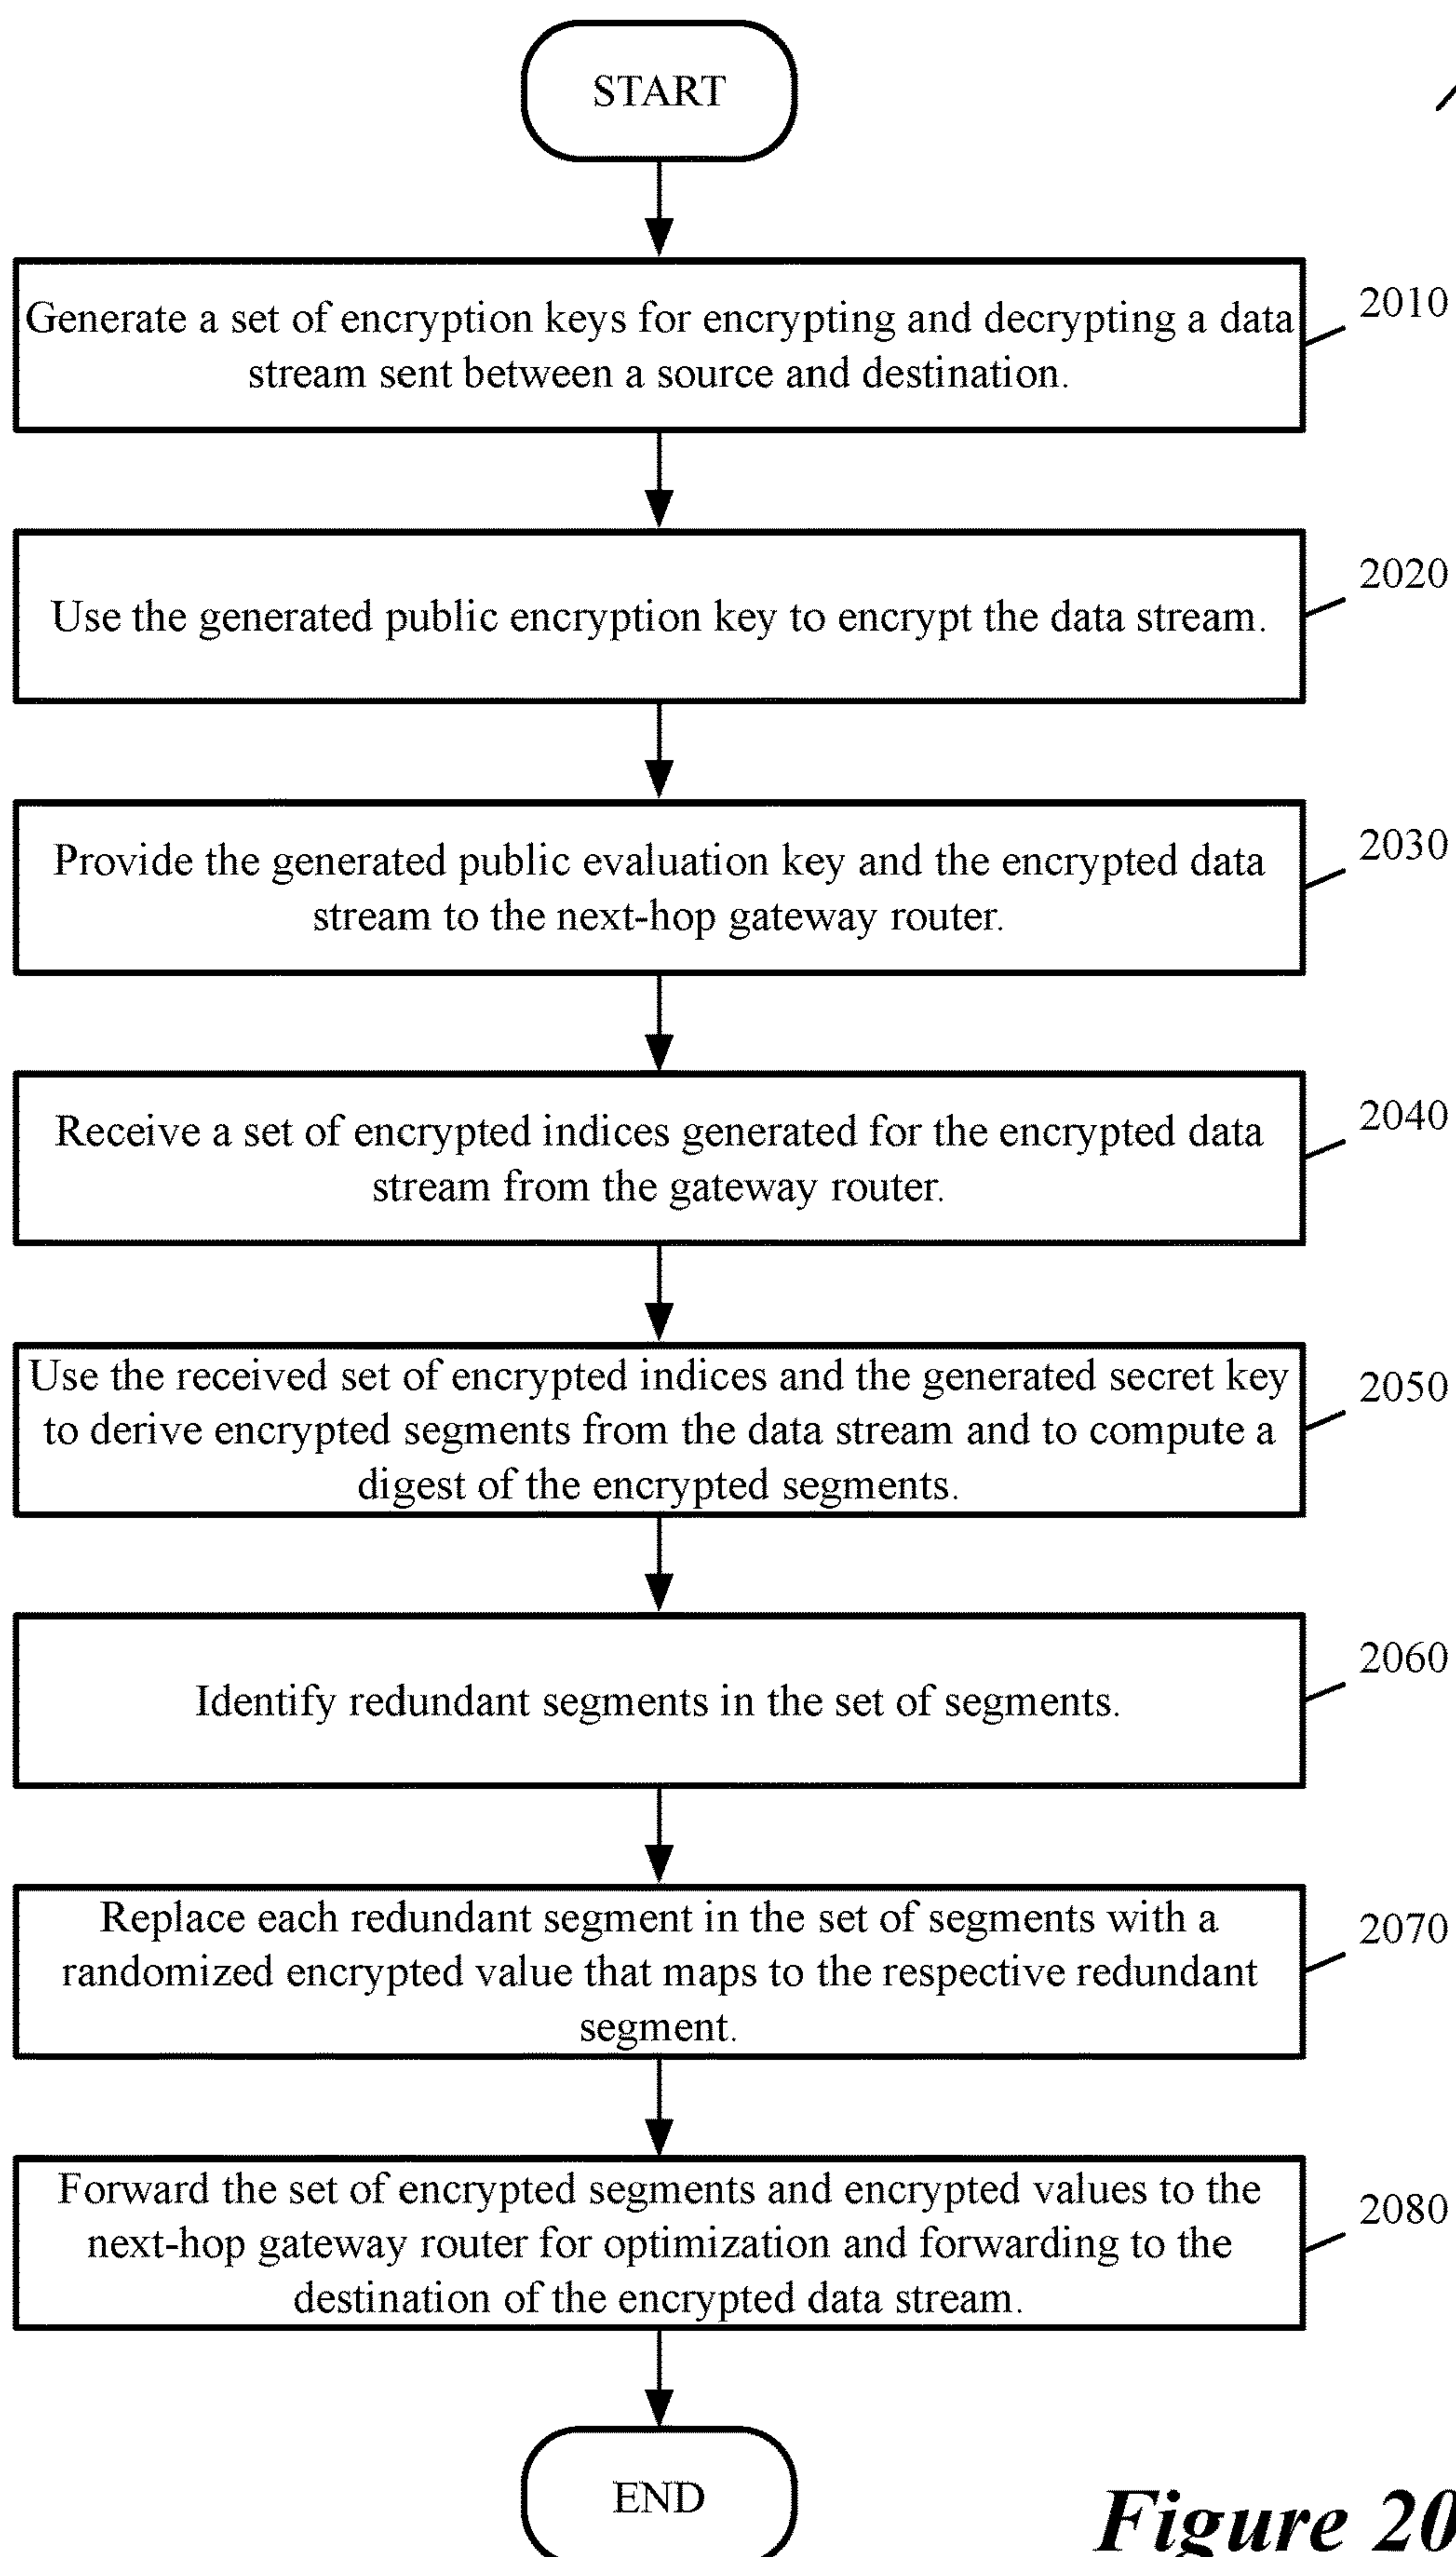 START
Generate a set of encryption keys for encrypting and decrypting a data
stream sent between a source and destination.
2010
Use the generated public encryption key to encrypt the data stream.
2020
Provide the generated public evaluation key and the encrypted data
stream to the next-hop gateway router.
2030
Receive a set of encrypted indices generated for the encrypted data
stream from the gateway router.
2040
Use the received set of encrypted indices and the generated secret key
to derive encrypted segments from the data stream and to compute a
digest of the encrypted segments.
2050
Identify redundant segments in the set of segments.
2060
Replace each redundant segment in the set of segments with a
randomized encrypted value that maps to the respective redundant
segment.
2070
Forward the set of encrypted segments and encrypted values to the
next-hop gateway router for optimization and forwarding to the
destination of the encrypted data stream.
2080
END
Figure 20